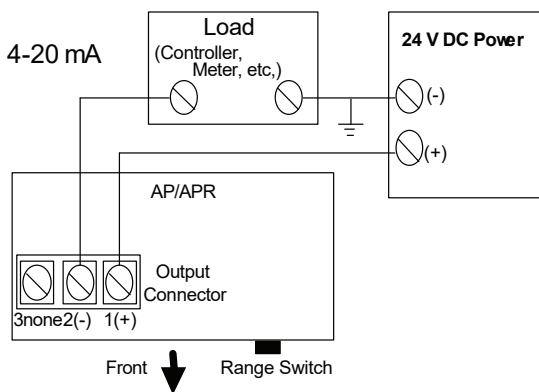 4-20 mA
Load
(Controller,
Meter, etc,)
24 V DC Power
(-)
(+)
AP/APR
Output
Connector
3none2(-) 1(+)
Front
Range Switch